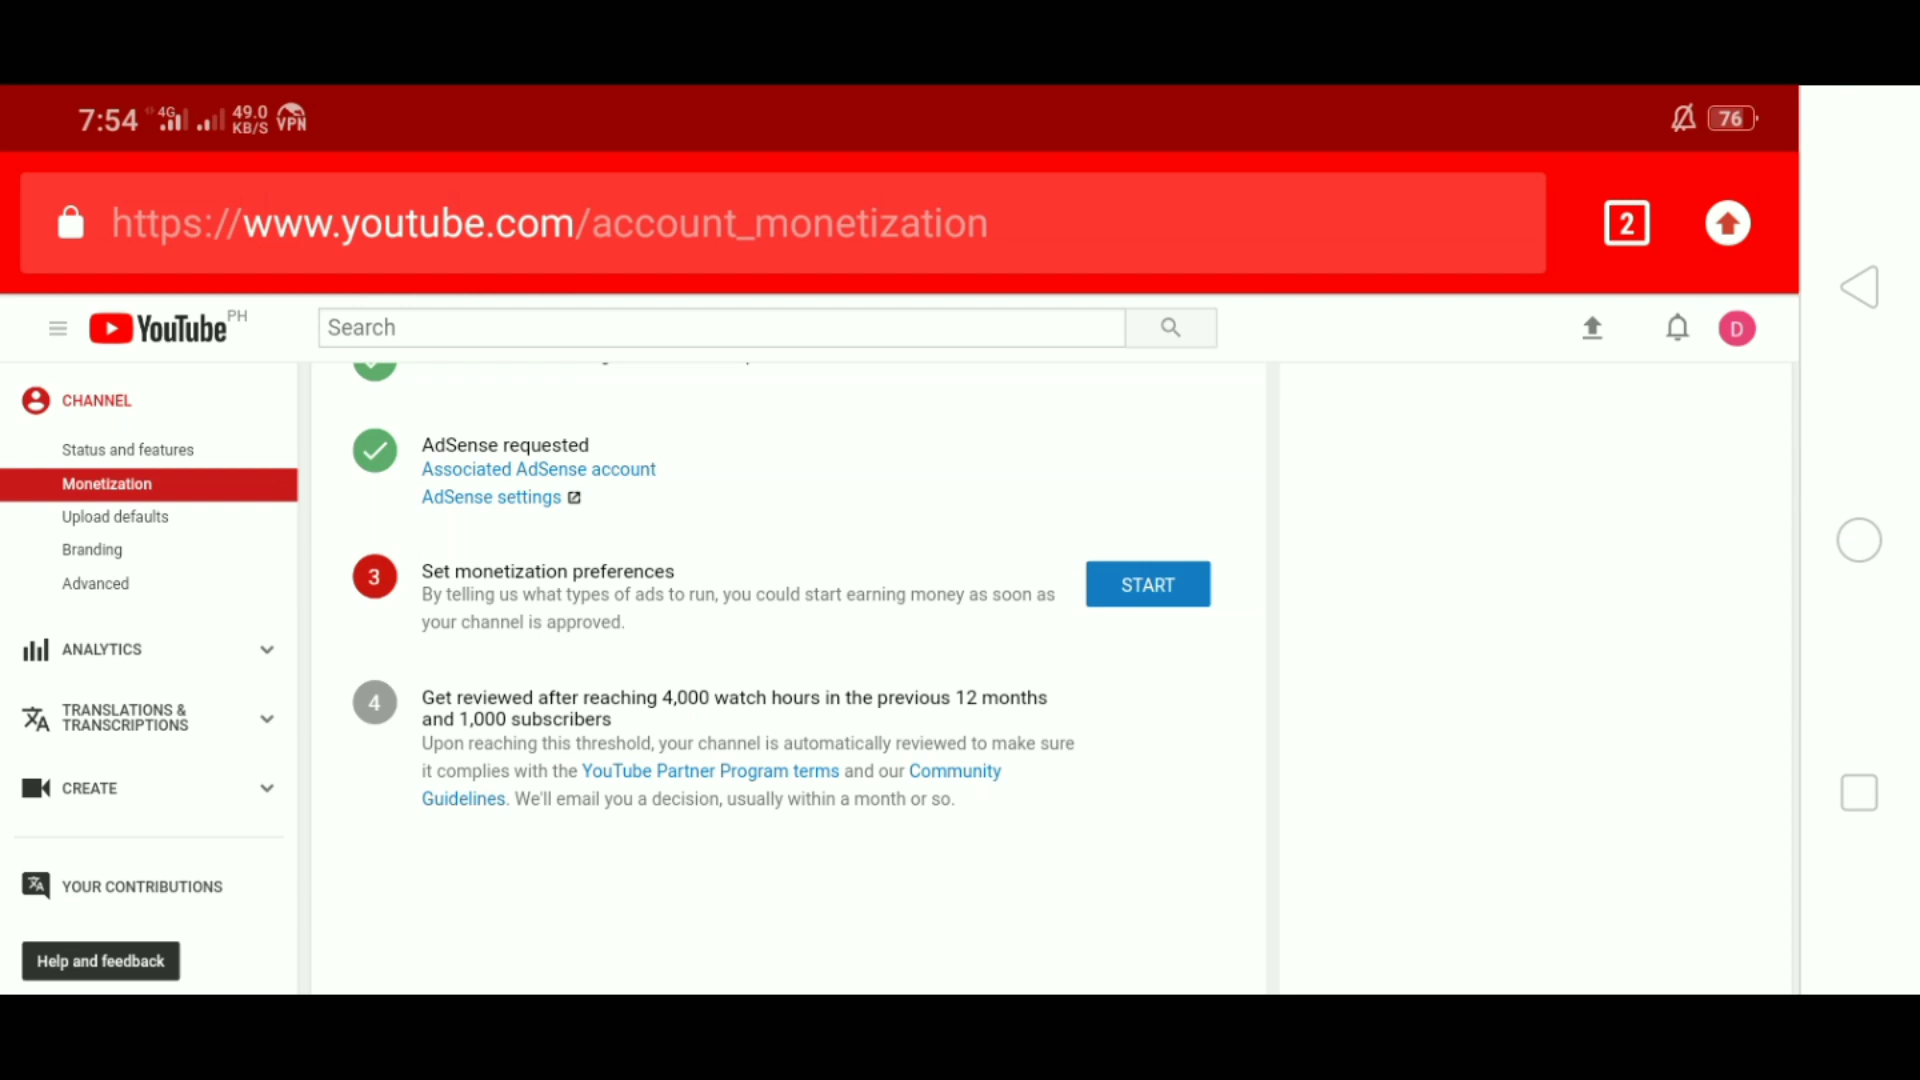 7:54 4G 49.0 KB/S VPN 76
https://www.youtube.com/account_monetization
2
YouTube PH
Search
D
CHANNEL
Status and features
Monetization
Upload defaults
Branding
Advanced
ANALYTICS
TRANSLATIONS &
TRANSCRIPTIONS
CREATE
YOUR CONTRIBUTIONS
Help and feedback
AdSense requested
Associated AdSense account
AdSense settings
3
Set monetization preferences
By telling us what types of ads to run, you could start earning money as soon as
your channel is approved.
START
4
Get reviewed after reaching 4,000 watch hours in the previous 12 months
and 1,000 subscribers
Upon reaching this threshold, your channel is automatically reviewed to make sure
it complies with the YouTube Partner Program terms and our Community
Guidelines. We'll email you a decision, usually within a month or so.